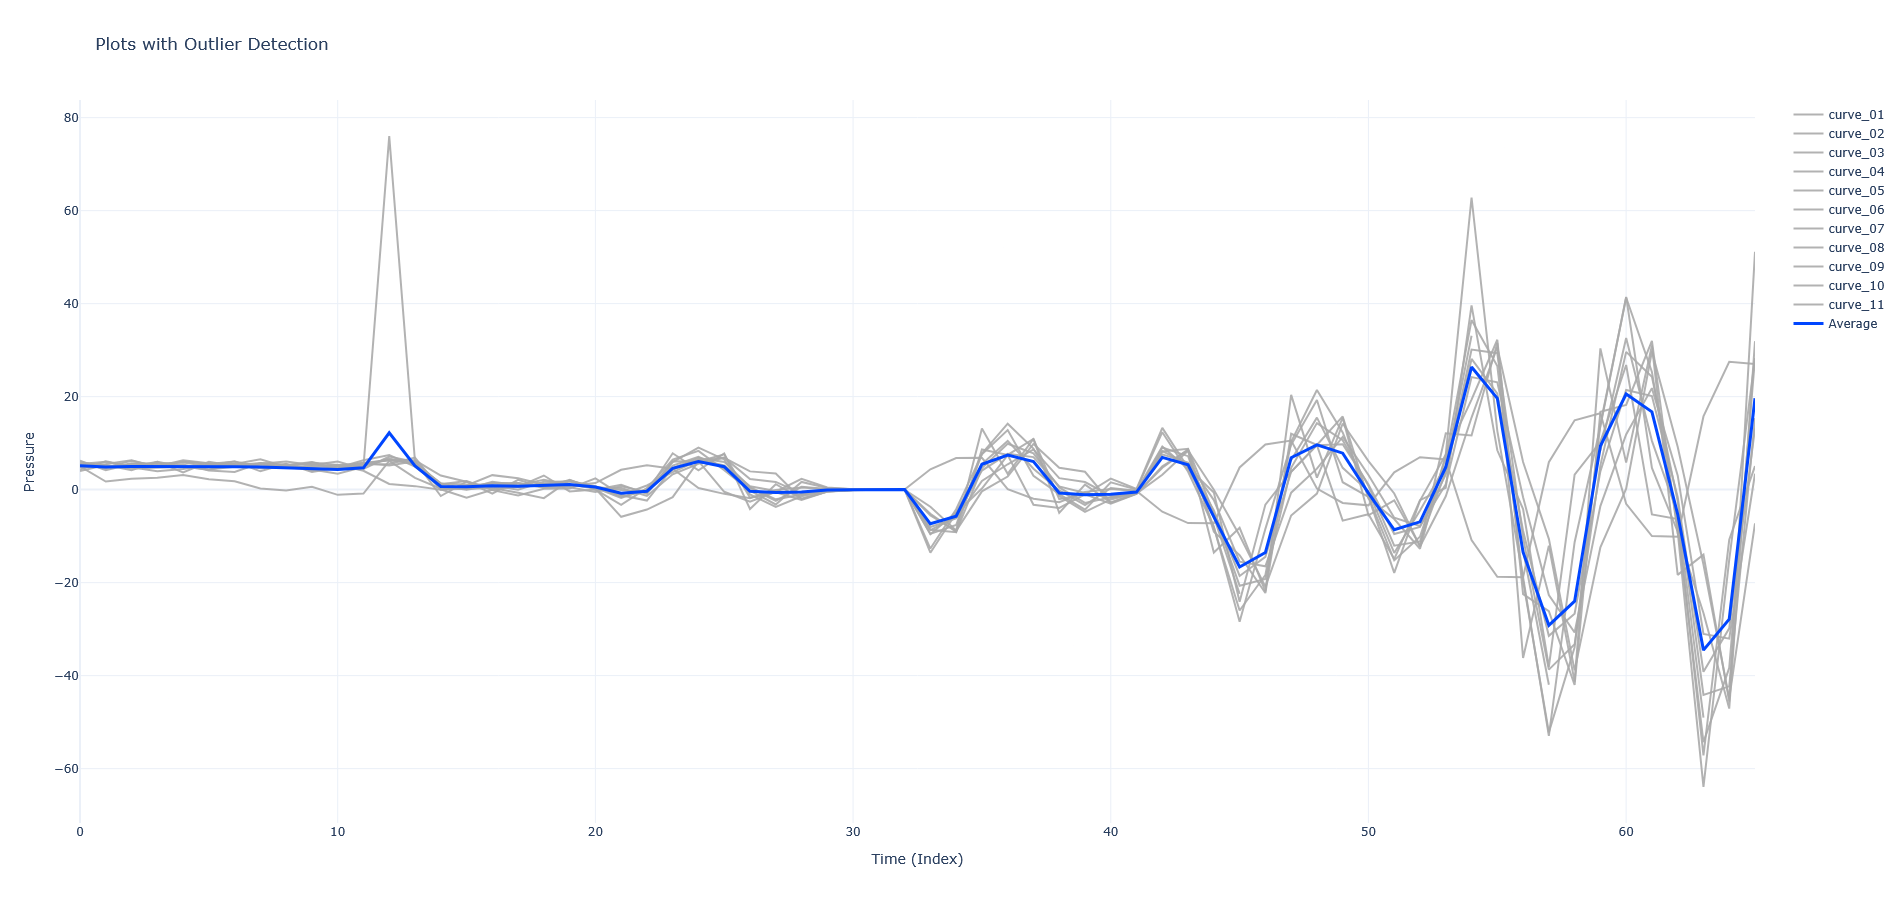 Plots with Outlier Detection
80
60
40
20
0
−20
−40
−60
Pressure
0
10
20
30
40
50
60
Time (Index)
curve_01
curve_02
curve_03
curve_04
curve_05
curve_06
curve_07
curve_08
curve_09
curve_10
curve_11
Average